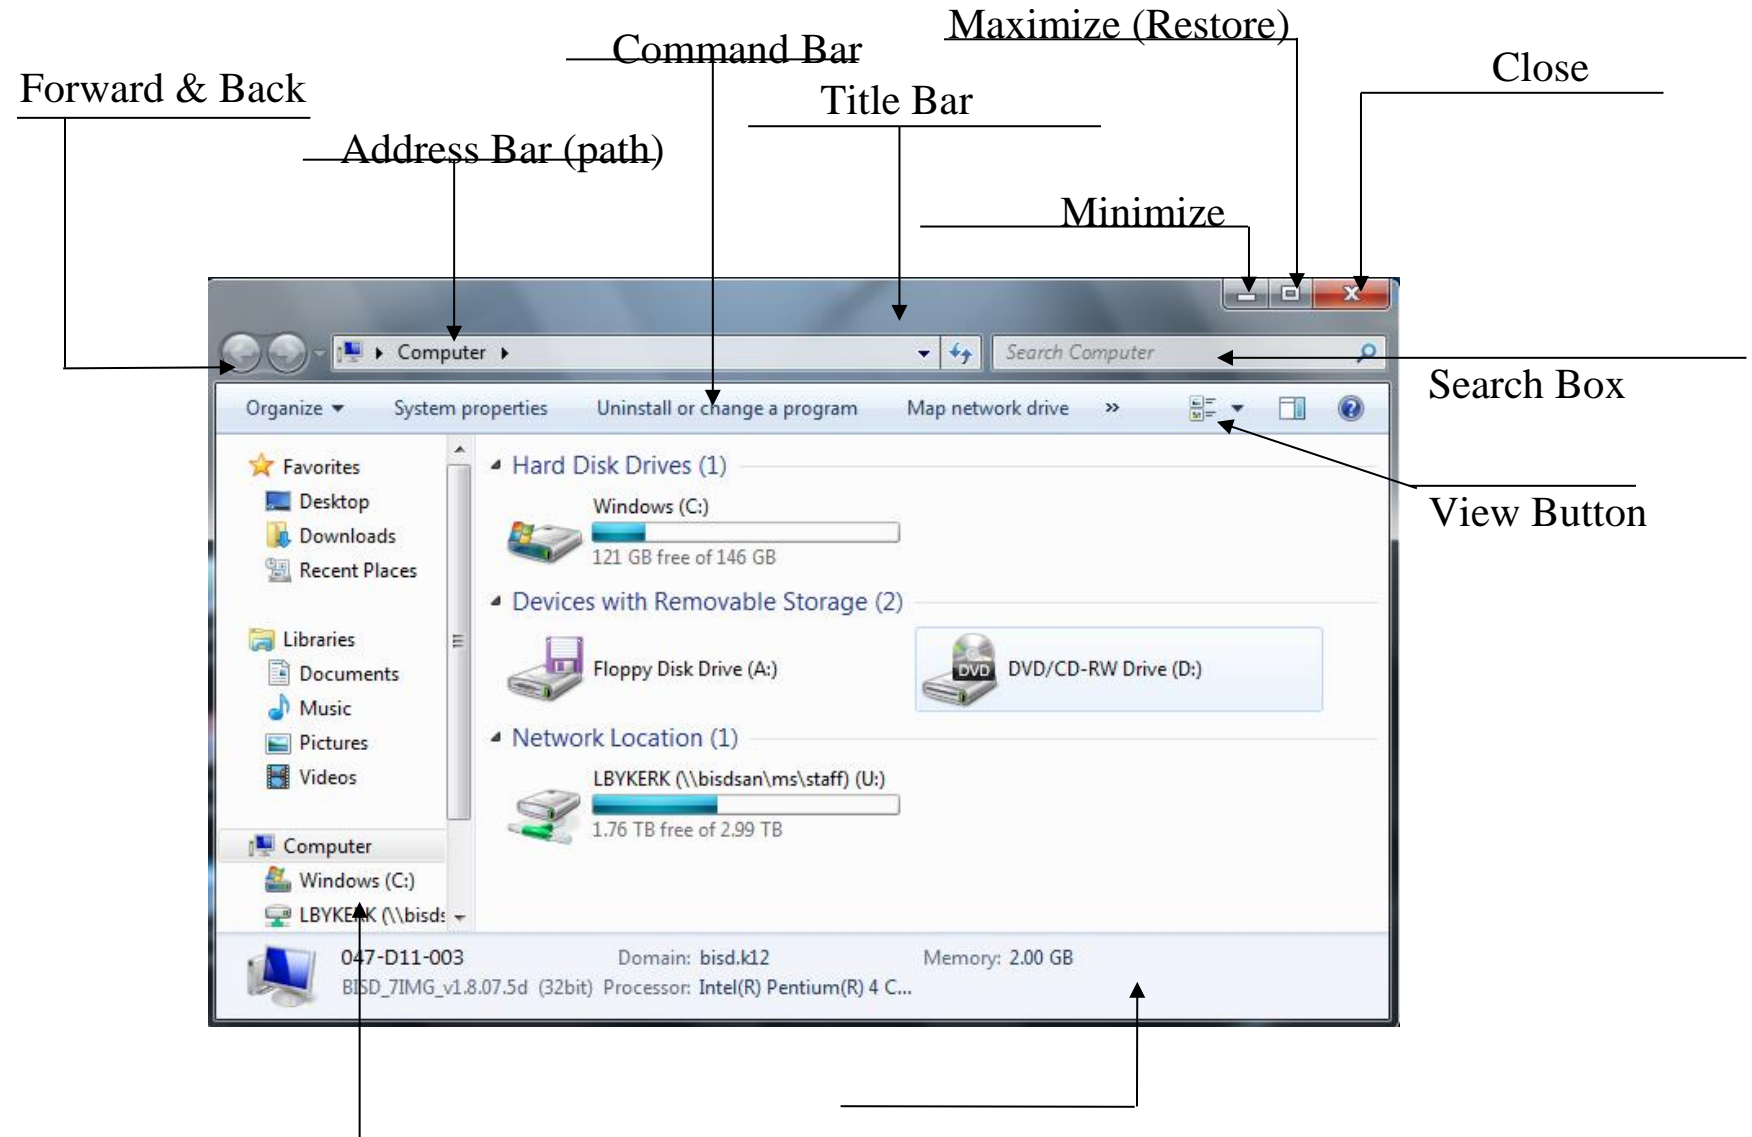 Maximize (Restore)
Command Bar
Close
Forward & Back
Title Bar
Address Bar (path)
Minimize
Computer
Search Computer
Search Box
Organize
System properties
Uninstall or change a program
Map network drive
»
View Button
Favorites
Desktop
Downloads
Recent Places
Libraries
Documents
Music
Pictures
Videos
Computer
Windows (C:)
LBYKERK (\\bisds
Hard Disk Drives (1)
Windows (C:)
121 GB free of 146 GB
Devices with Removable Storage (2)
Floppy Disk Drive (A:)
DVD
DVD/CD-RW Drive (D:)
Network Location (1)
LBYKERK (\\bisdsan\ms\staff) (U:)
1.76 TB free of 2.99 TB
047-D11-003
Domain: bisd.k12
Memory: 2.00 GB
BISD_7IMG_v1.8.07.5d (32bit)
Processor: Intel(R) Pentium(R) 4 C...